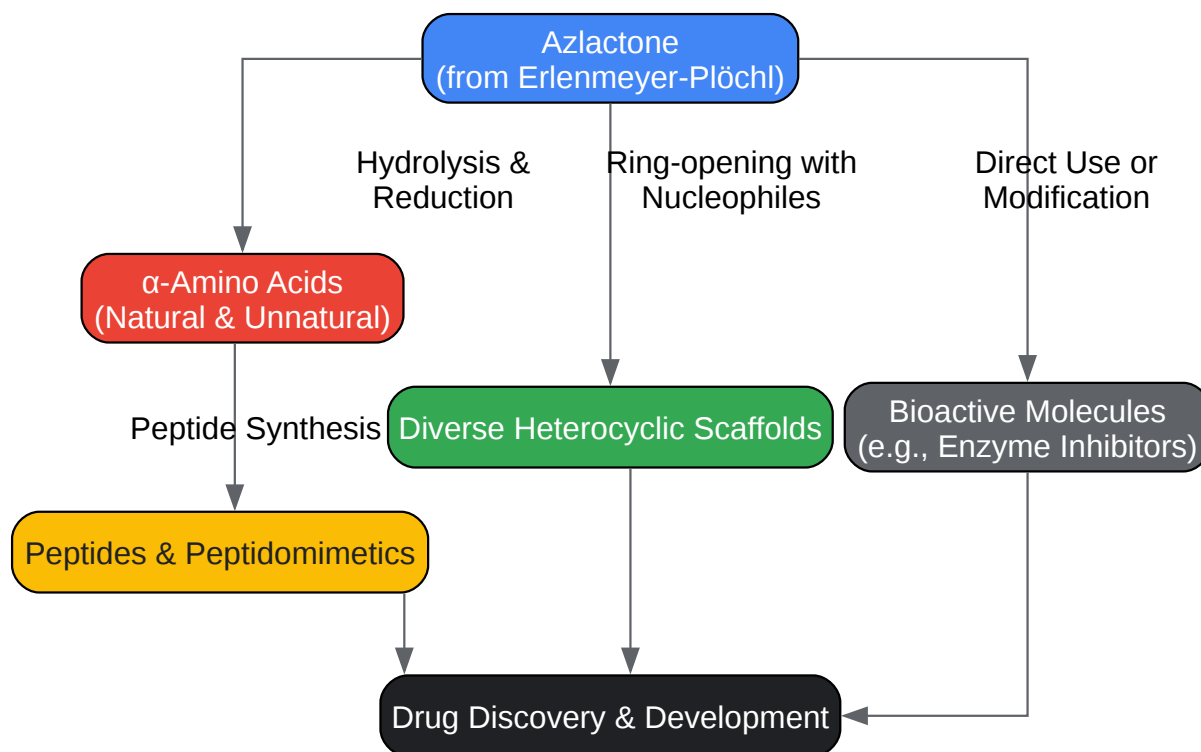 Azlactone
(from Erlenmeyer-Plöchl)
Hydrolysis &
Reduction
Ring-opening with
Nucleophiles
Direct Use or
Modification
α-Amino Acids
(Natural & Unnatural)
Peptide Synthesis
Diverse Heterocyclic Scaffolds
Bioactive Molecules
(e.g., Enzyme Inhibitors)
Peptides & Peptidomimetics
Drug Discovery & Development